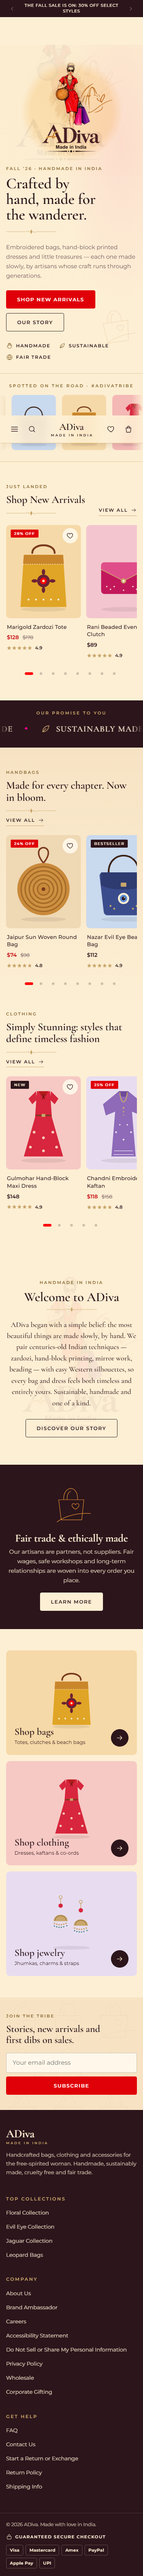 THE FALL SALE IS ON: 30% OFF SELECT
STYLES
ADiva
Made in India
FALL '26 · HANDMADE IN INDIA
Crafted by
hand, made for
the wanderer.
Embroidered bags, hand-block printed
dresses and little treasures — each one made
slowly, by artisans whose craft runs through
generations.
SHOP NEW ARRIVALS
OUR STORY
HANDMADE
SUSTAINABLE
FAIR TRADE
SPOTTED ON THE ROAD · #ADIVATRIBE
ADiva
MADE IN INDIA
JUST LANDED
Shop New Arrivals
VIEW ALL
28% OFF
Marigold Zardozi Tote
$128 $178
4.9
Rani Beaded Even
Clutch
$89
4.9
OUR PROMISE TO YOU
DE
SUSTAINABLY MADE
HANDBAGS
Made for every chapter. Now
in bloom.
VIEW ALL
24% OFF
Jaipur Sun Woven Round
Bag
$74 $98
4.8
BESTSELLER
Nazar Evil Eye Bea
Bag
$112
4.9
CLOTHING
Simply Stunning: styles that
define timeless fashion
VIEW ALL
NEW
Gulmohar Hand-Block
Maxi Dress
$148
4.9
25% OFF
Chandni Embroide
Kaftan
$118 $158
4.8
HANDMADE IN INDIA
Welcome to ADiva
ADiva began with a simple belief: the most
beautiful things are made slowly, by hand. We
pair centuries-old Indian techniques —
zardozi, hand-block printing, mirror work,
beading — with easy Western silhouettes, so
every bag and dress feels both timeless and
entirely yours. Sustainable, handmade and
one of a kind.
DISCOVER OUR STORY
Fair trade & ethically made
Our artisans are partners, not suppliers. Fair
wages, safe workshops and long-term
relationships are woven into every order you
place.
LEARN MORE
Shop bags
Totes, clutches & beach bags
Shop clothing
Dresses, kaftans & co-ords
Shop jewelry
Jhumkas, charms & straps
JOIN THE TRIBE
Stories, new arrivals and
first dibs on sales.
Your email address
SUBSCRIBE
ADiva
MADE IN INDIA
Handcrafted bags, clothing and accessories for
the free-spirited woman. Handmade, sustainably
made, cruelty free and fair trade.
TOP COLLECTIONS
Floral Collection
Evil Eye Collection
Jaguar Collection
Leopard Bags
COMPANY
About Us
Brand Ambassador
Careers
Accessibility Statement
Do Not Sell or Share My Personal Information
Privacy Policy
Wholesale
Corporate Gifting
GET HELP
FAQ
Contact Us
Start a Return or Exchange
Return Policy
Shipping Info
© 2026 ADiva. Made with love in India.
GUARANTEED SECURE CHECKOUT
Visa Mastercard Amex PayPal
Apple Pay UPI